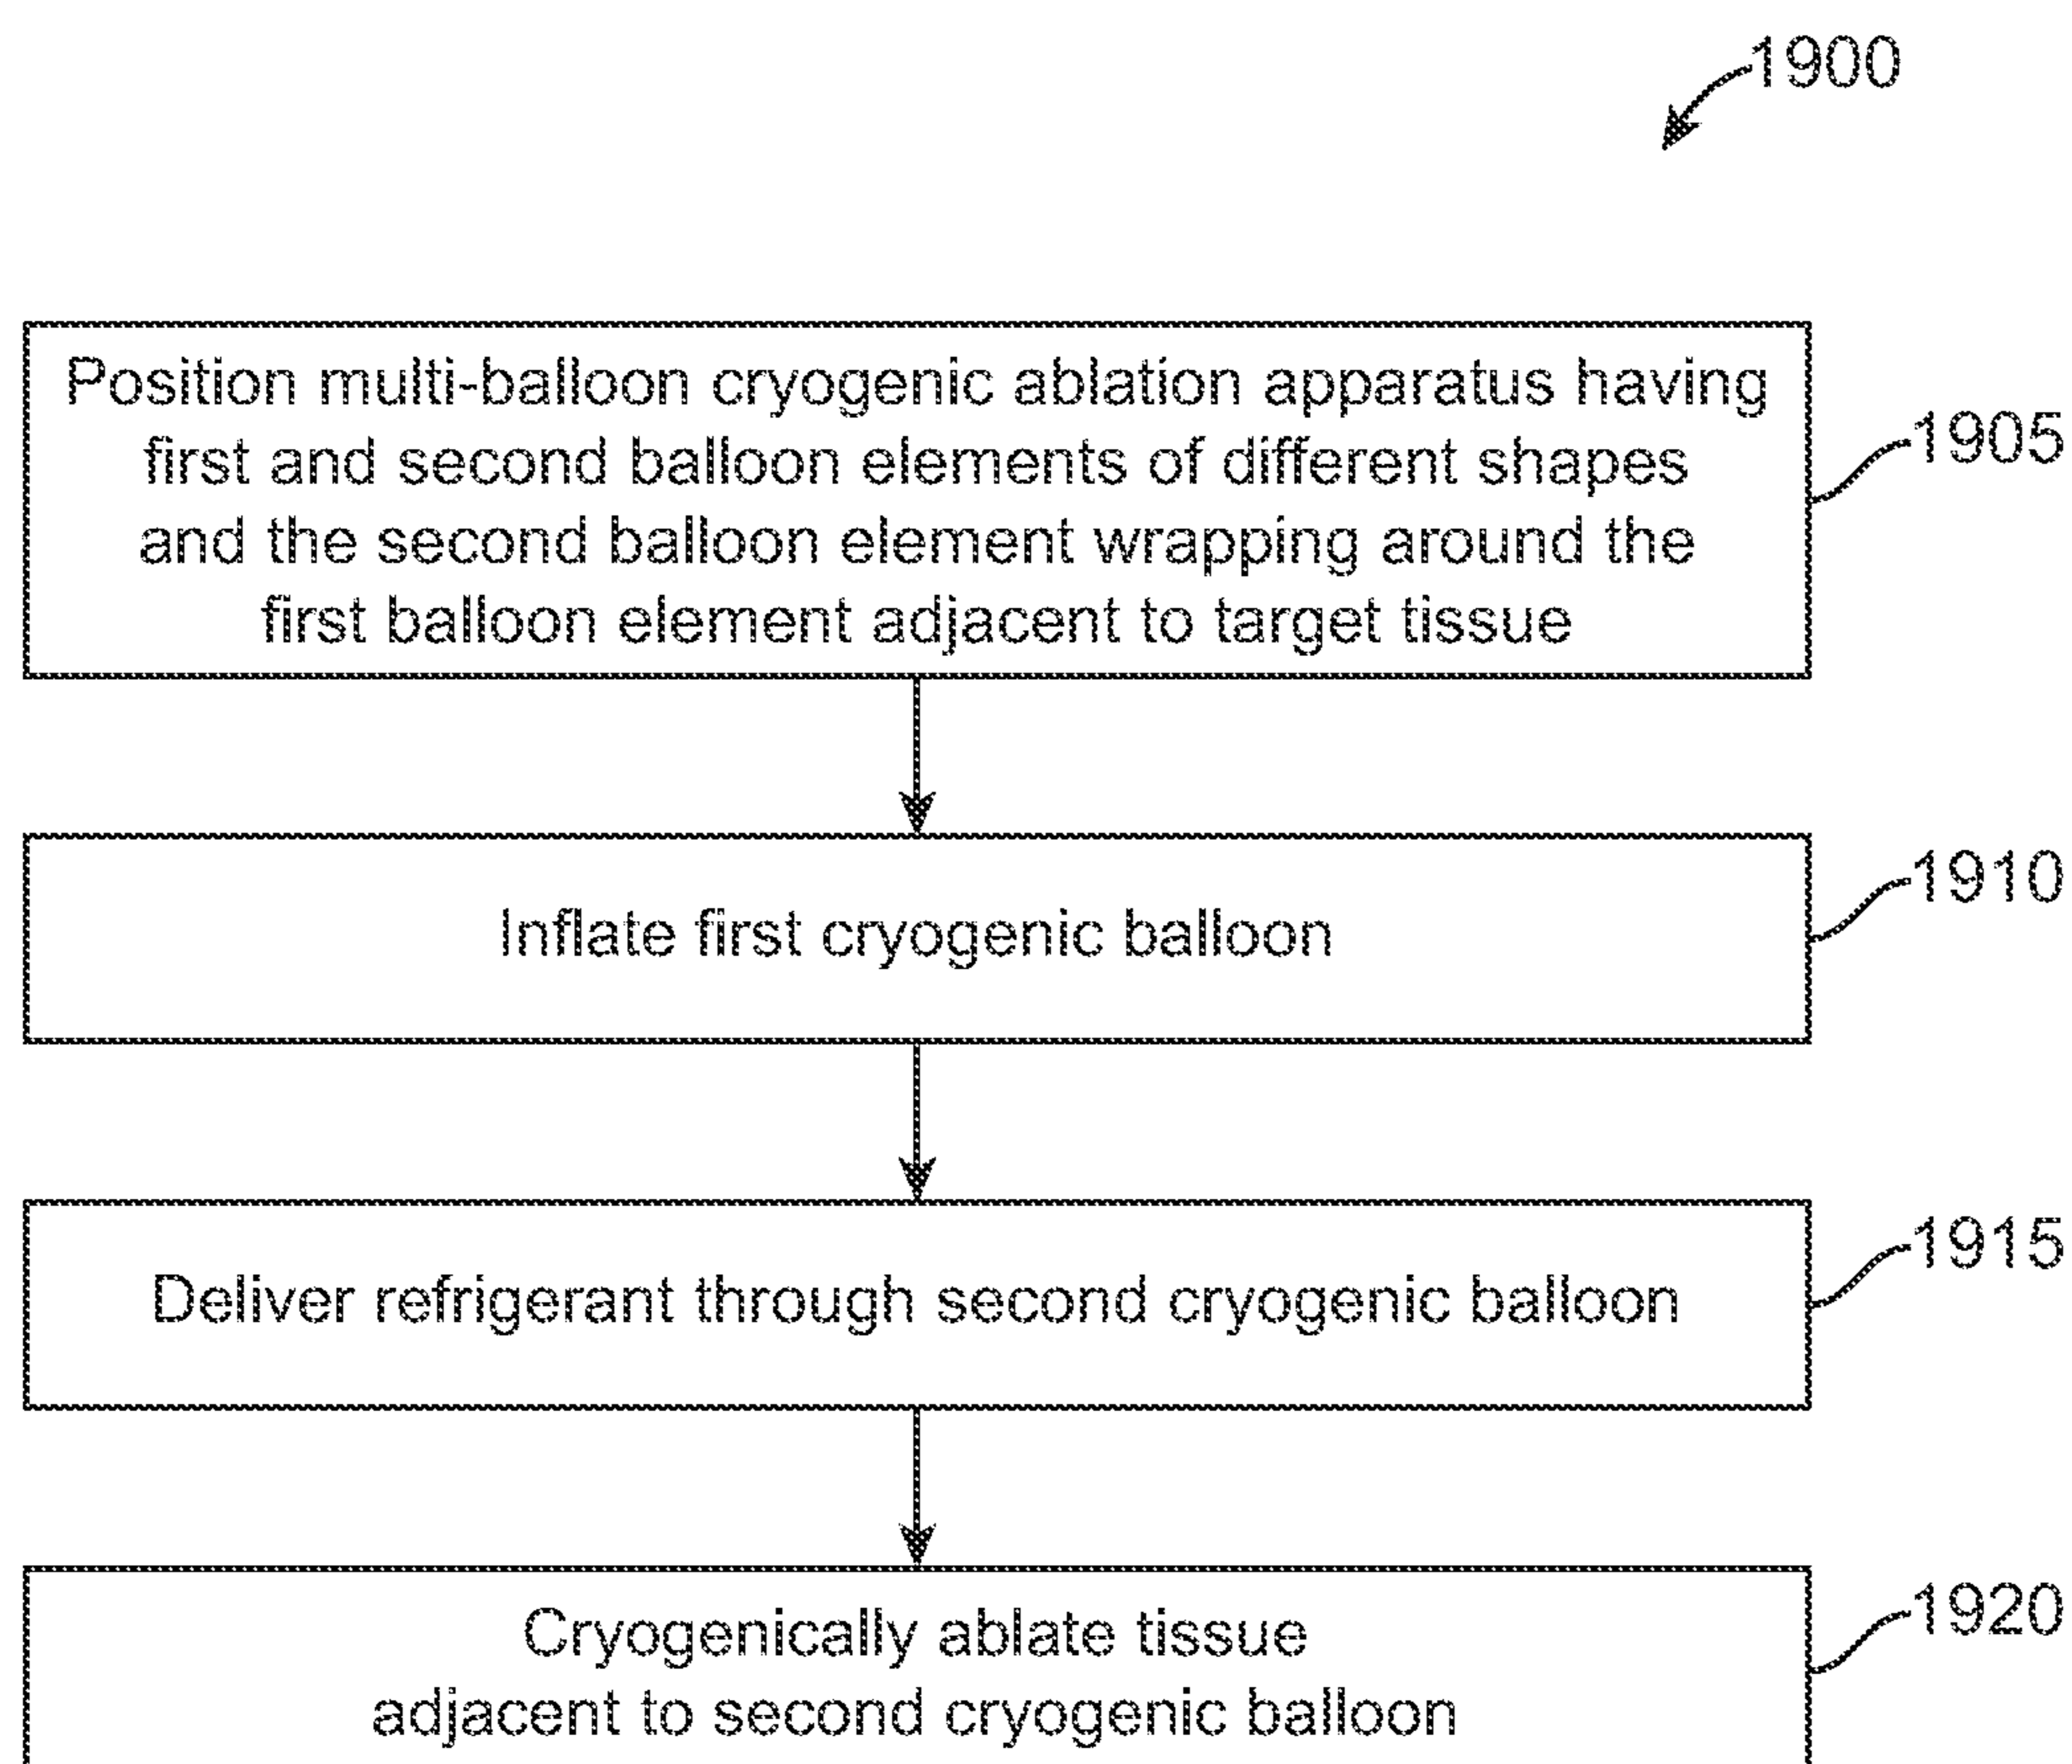 1900
Position multi-balloon cryogenic ablation apparatus having
first and second balloon elements of different shapes
and the second balloon element wrapping around the
first balloon element adjacent to target tissue
1905
Inflate first cryogenic balloon
1910
Deliver refrigerant through second cryogenic balloon
1915
Cryogenically ablate tissue
adjacent to second cryogenic balloon
1920